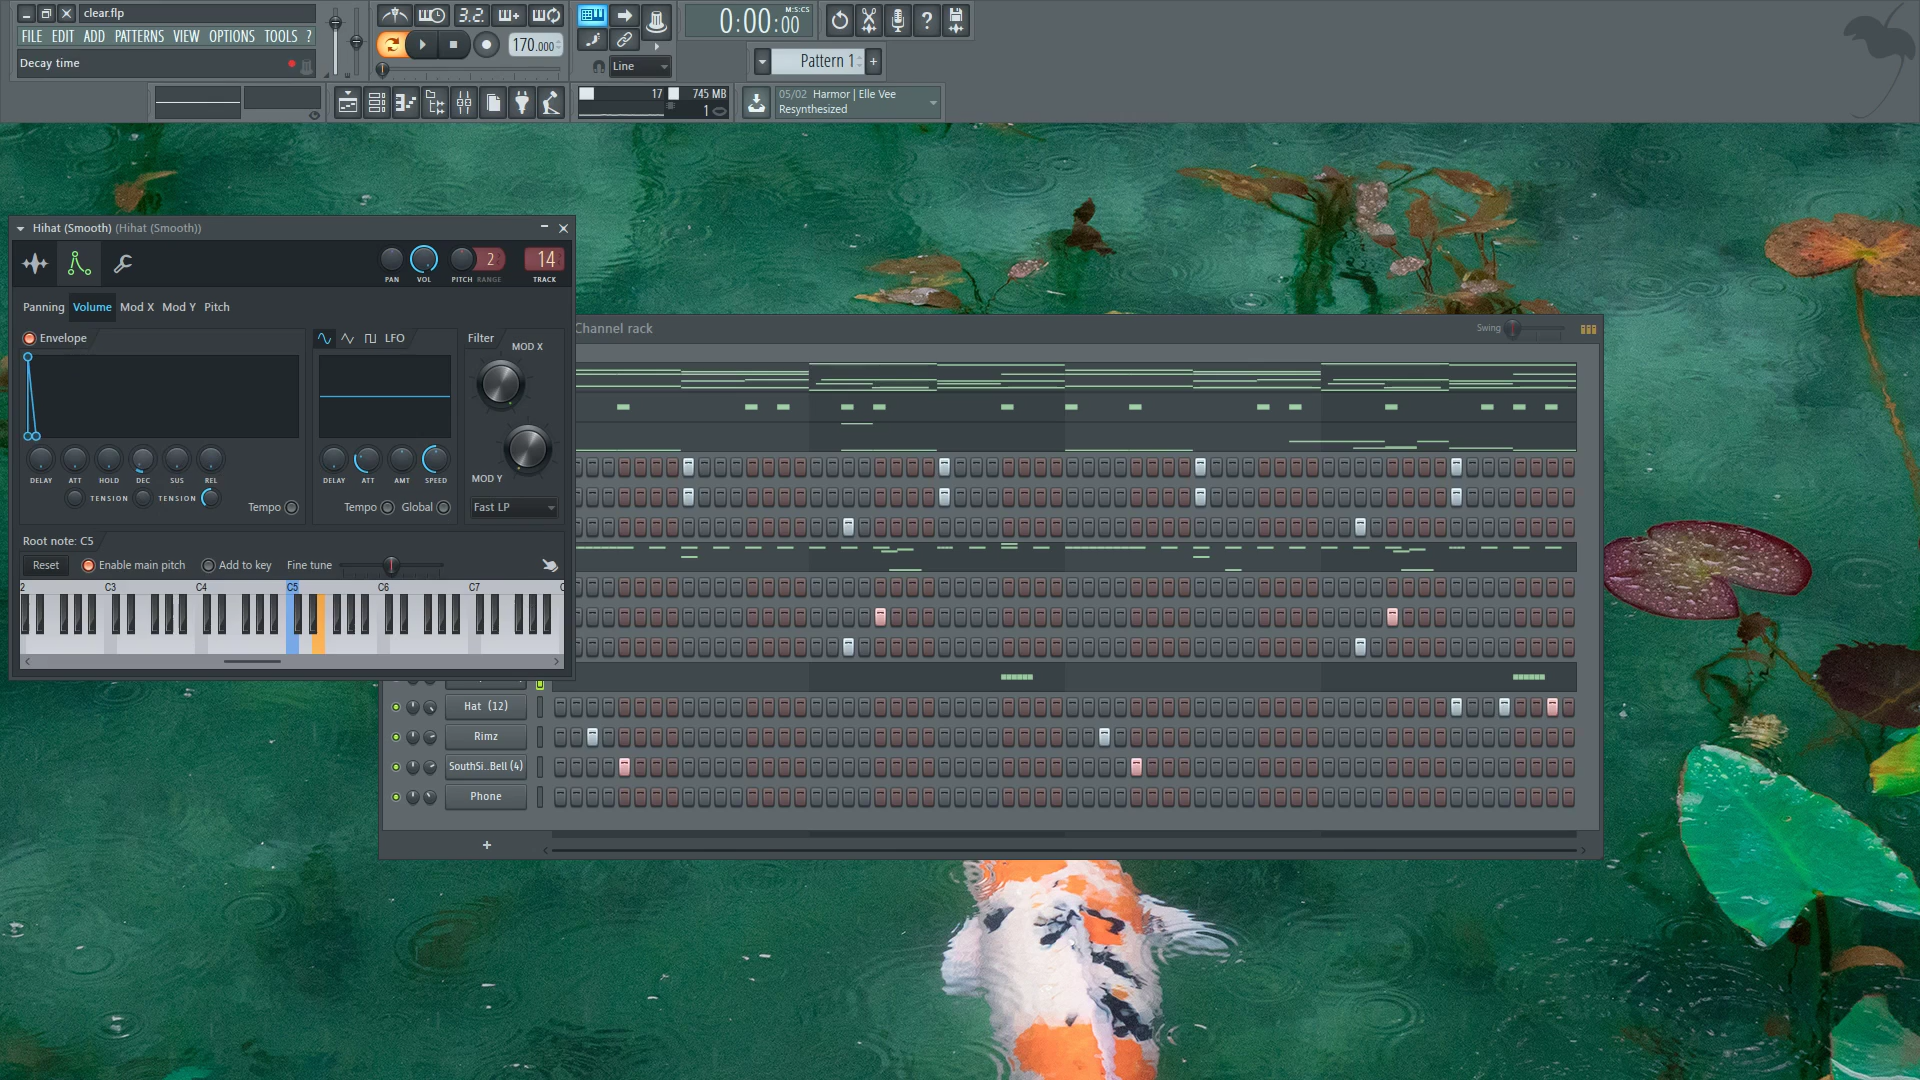 clear.flp
FILE EDIT ADD PATTERNS VIEW OPTIONS TOOLS ?
Decay time
3.2.
170.000
Line
M:S:CS
0:00:00
Pattern 1
+
17
745 MB
1
05/02 Harmor | Elle Vee
Resynthesized
Hihat (Smooth) (Hihat (Smooth))
2
14
PAN VOL PITCH RANGE TRACK
Panning Volume Mod X Mod Y Pitch
Envelope
LFO
Filter
MOD X
DELAY ATT HOLD DEC SUS REL
DELAY ATT AMT SPEED
MOD Y
TENSION TENSION
Tempo
Tempo Global
Fast LP
Root note: C5
Reset
Enable main pitch
Add to key
Fine tune
2 C3 C4 C5 C6 C7 C
Channel rack
Swing
Hat (12)
Rimz
SouthSi..Bell (4)
Phone
+